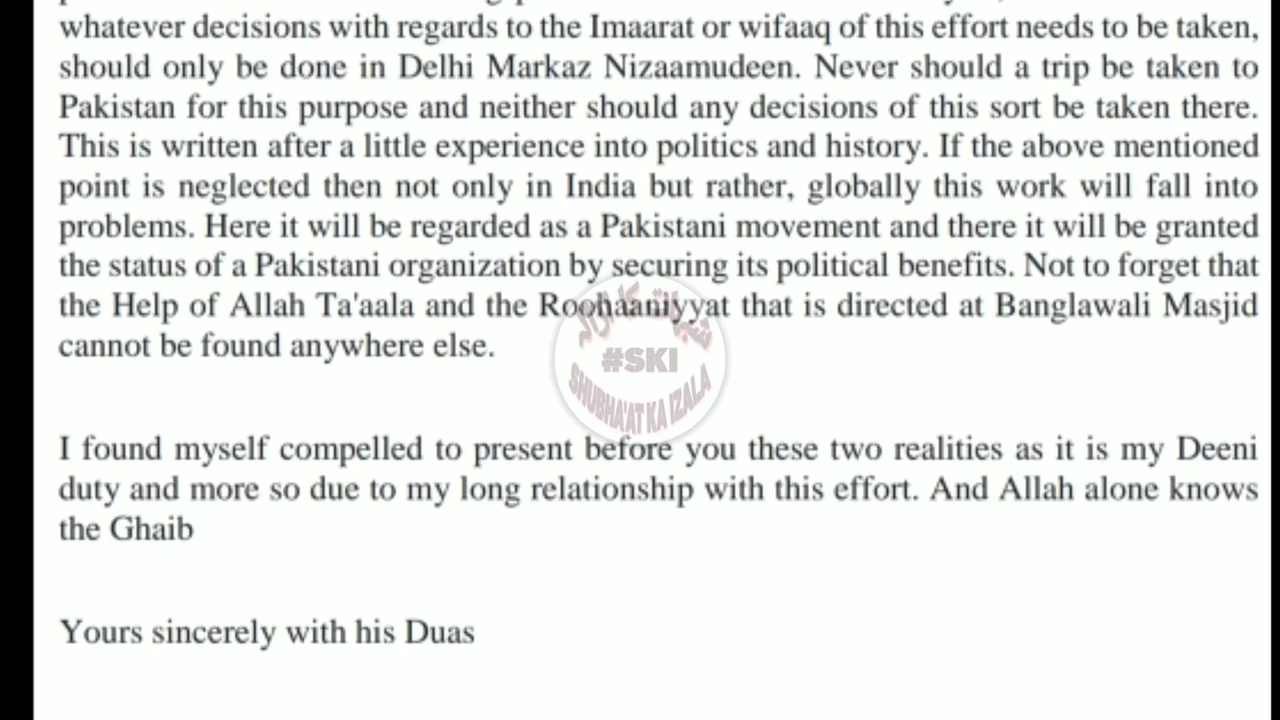 whatever decisions with regards to the Imaarat or wifaaq of this effort needs to be taken,
should only be done in Delhi Markaz Nizaamudeen. Never should a trip be taken to
Pakistan for this purpose and neither should any decisions of this sort be taken there.
This is written after a little experience into politics and history. If the above mentioned
point is neglected then not only in India but rather, globally this work will fall into
problems. Here it will be regarded as a Pakistani movement and there it will be granted
the status of a Pakistani organization by securing its political benefits. Not to forget that
the Help of Allah Ta'aala and the Roohaaniyyat that is directed at Banglawali Masjid
cannot be found anywhere else.
شبہات کا ازالہ
#SKI
SHUBHA'AT KA IZALA
I found myself compelled to present before you these two realities as it is my Deeni
duty and more so due to my long relationship with this effort. And Allah alone knows
the Ghaib
Yours sincerely with his Duas